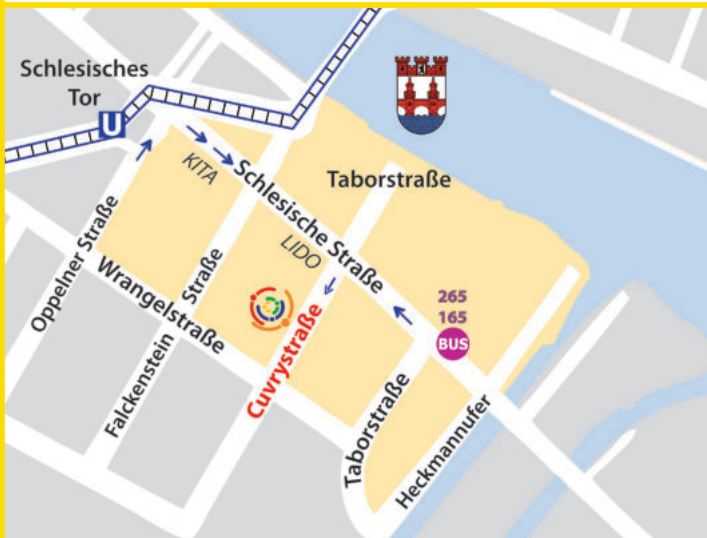 Schlesisches
Tor
U
KITA
Schlesische Straße
Taborstraße
LIDO
Oppelner Straße
Wrangelstraße
Falckenstein Straße
Cuvrystraße
265
165
BUS
Taborstraße
Heckmannufer